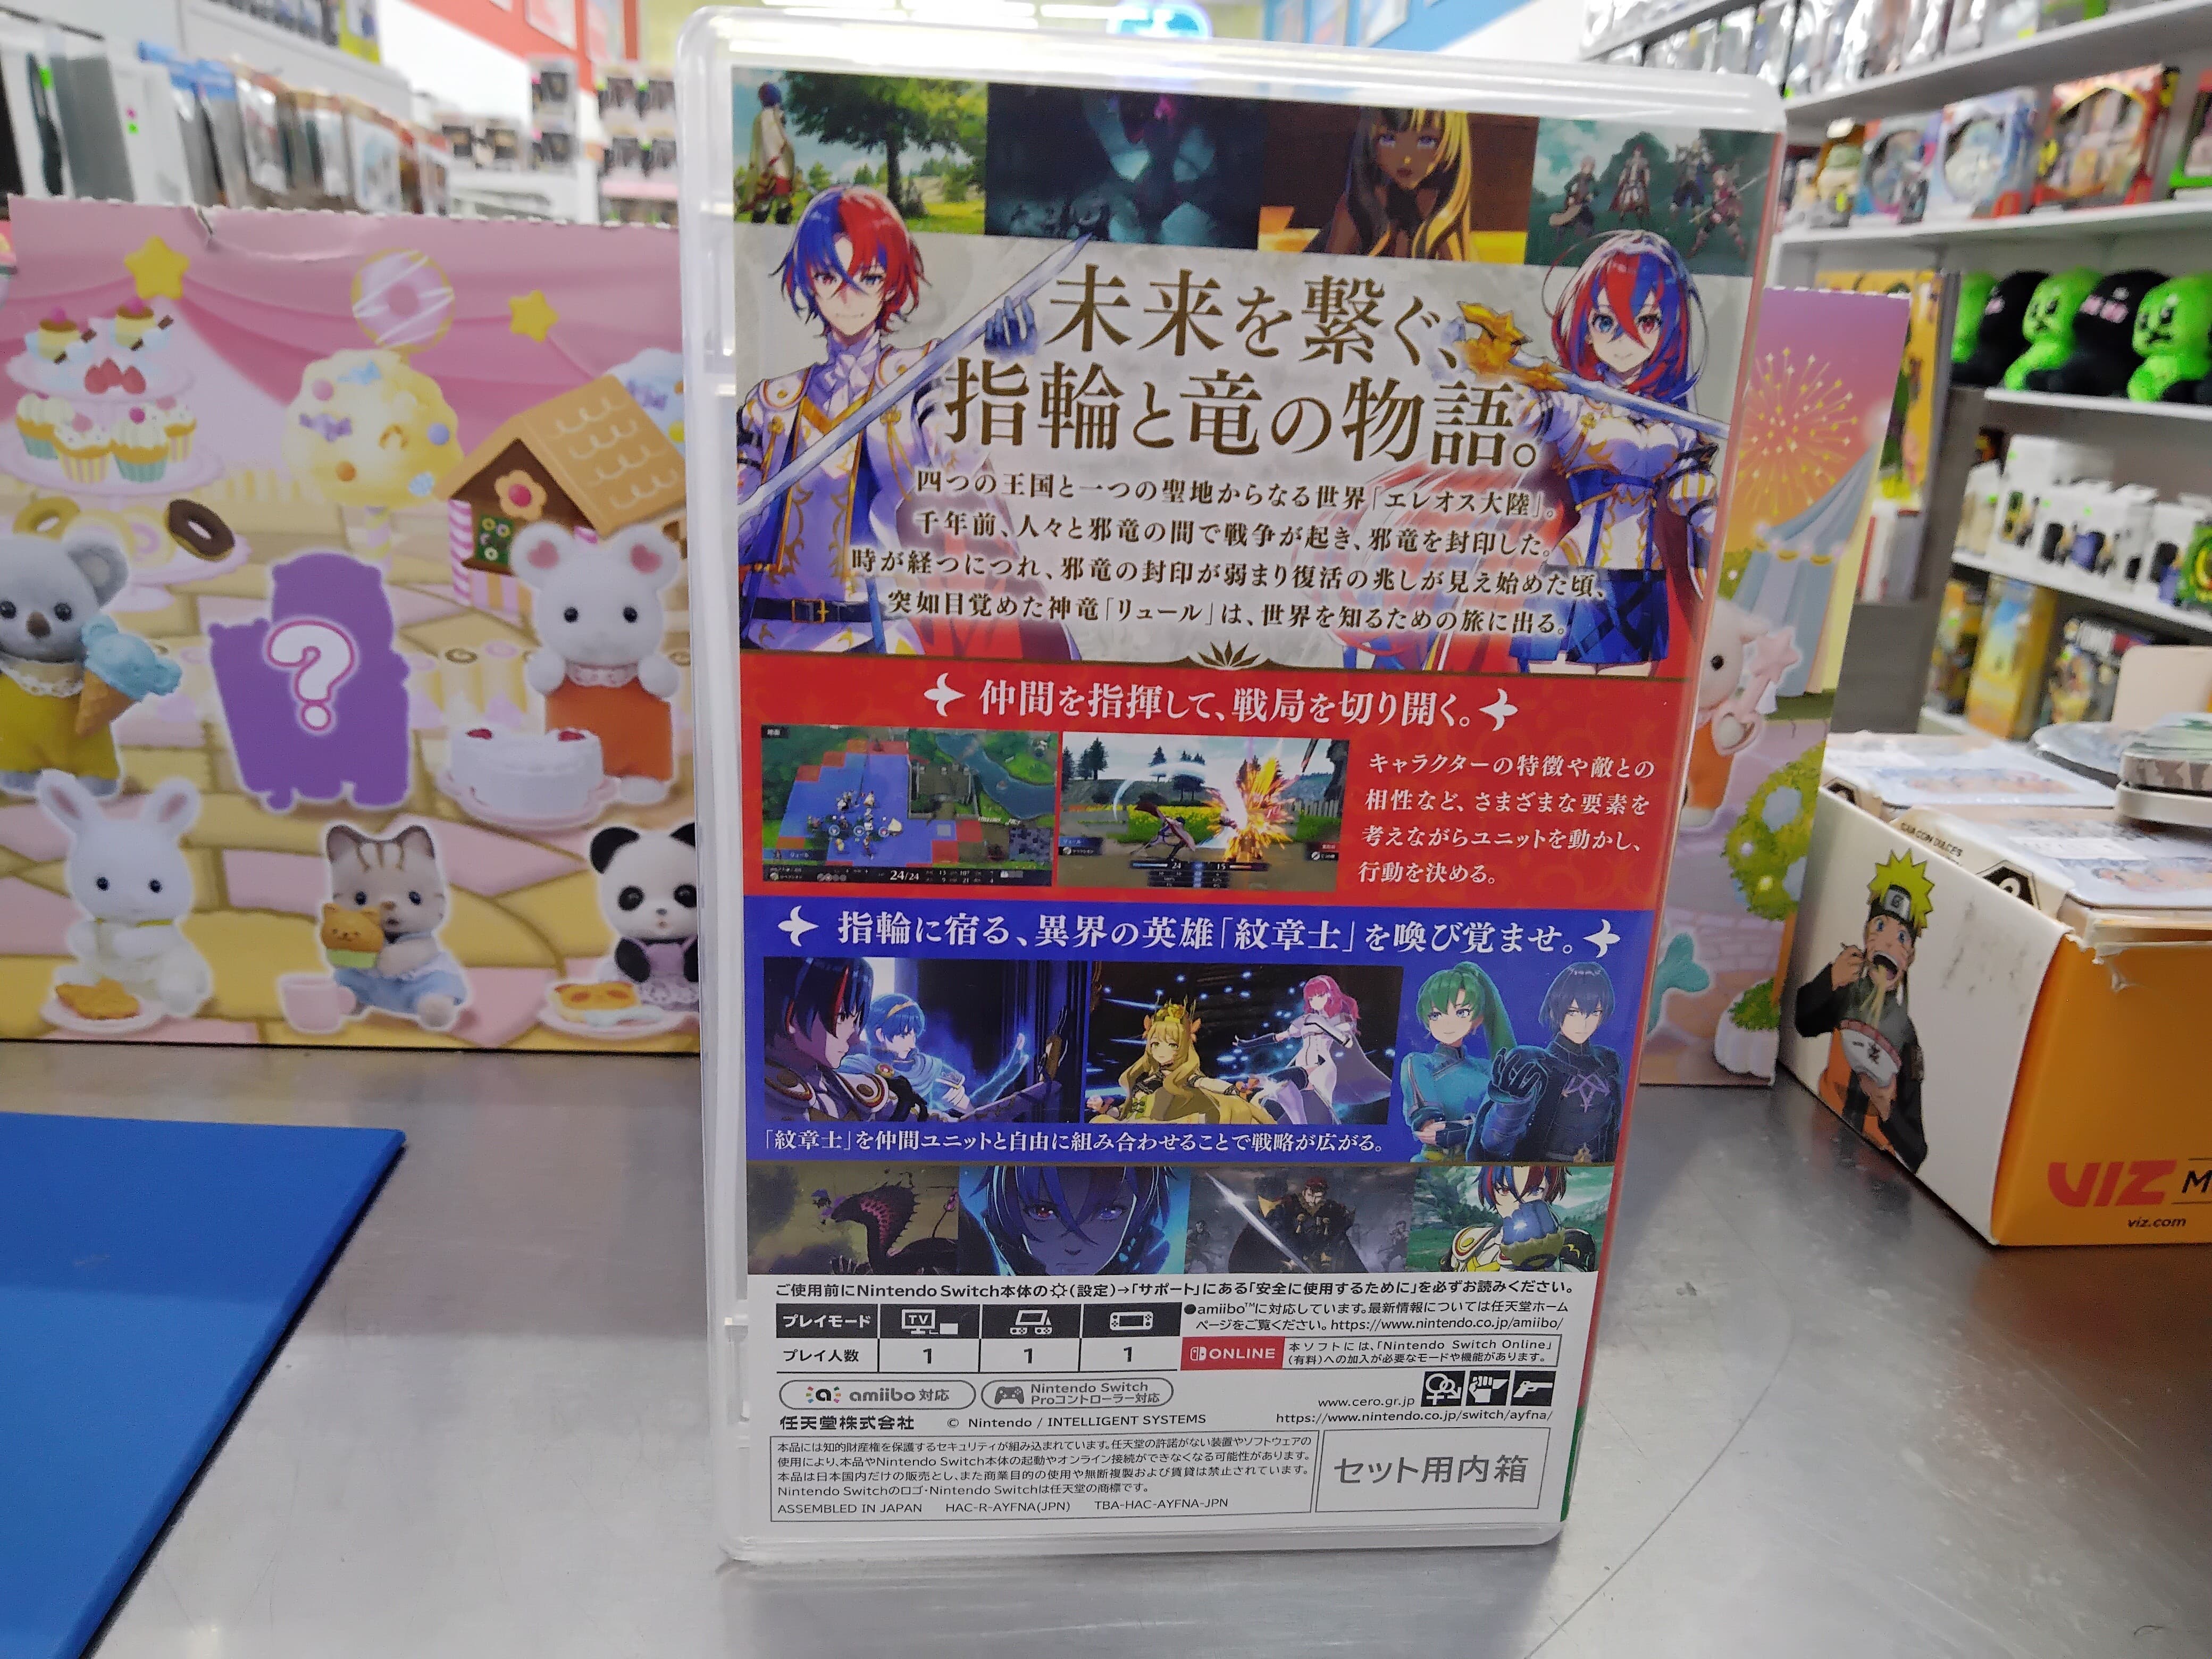 未来を繋ぐ、
指輪と竜の物語。
四つの王国と一つの聖地からなる世界「エレオス大陸」。
千年前、人々と邪竜の間で戦争が起き、邪竜を封印した。
時が経つにつれ、邪竜の封印が弱まり復活の兆しが見え始めた頃、
突如目覚めた神竜「リュール」は、世界を知るための旅に出る。
仲間を指揮して、戦局を切り開く。
24/24
24
15
キャラクターの特徴や敵との
相性など、さまざまな要素を
考えながらユニットを動かし、
行動を決める。
指輪に宿る、異界の英雄「紋章士」を喚び覚ませ。
「紋章士」を仲間ユニットと自由に組み合わせることで戦略が広がる。
ご使用前にNintendo Switch本体の(設定)→「サポート」にある「安全に使用するために」を必ずお読みください。
プレイモード
TV
プレイ人数 1 1 1
●amiibo™に対応しています。最新情報については任天堂ホーム
ページをご覧ください。https://www.nintendo.co.jp/amiibo/
ONLINE
本ソフトには、「Nintendo Switch Online」
(有料)への加入が必要なモードや機能があります。
amiibo 対応
Nintendo Switch
Proコントローラー対応
www.cero.gr.jp
任天堂株式会社 © Nintendo / INTELLIGENT SYSTEMS
https://www.nintendo.co.jp/switch/ayfna/
本品には知的財産権を保護するセキュリティが組み込まれています。任天堂の許諾がない装置やソフトウェアの
使用により、本品やNintendo Switch本体の起動やオンライン接続ができなくなる可能性があります。
本品は日本国内だけの販売とし、また商業目的の使用や無断複製および賃貸は禁止されています。
Nintendo Switchのロゴ・Nintendo Switchは任天堂の商標です。
ASSEMBLED IN JAPAN HAC-R-AYFNA(JPN) TBA-HAC-AYFNA-JPN
セット用内箱
?
VIZ M
viz.com